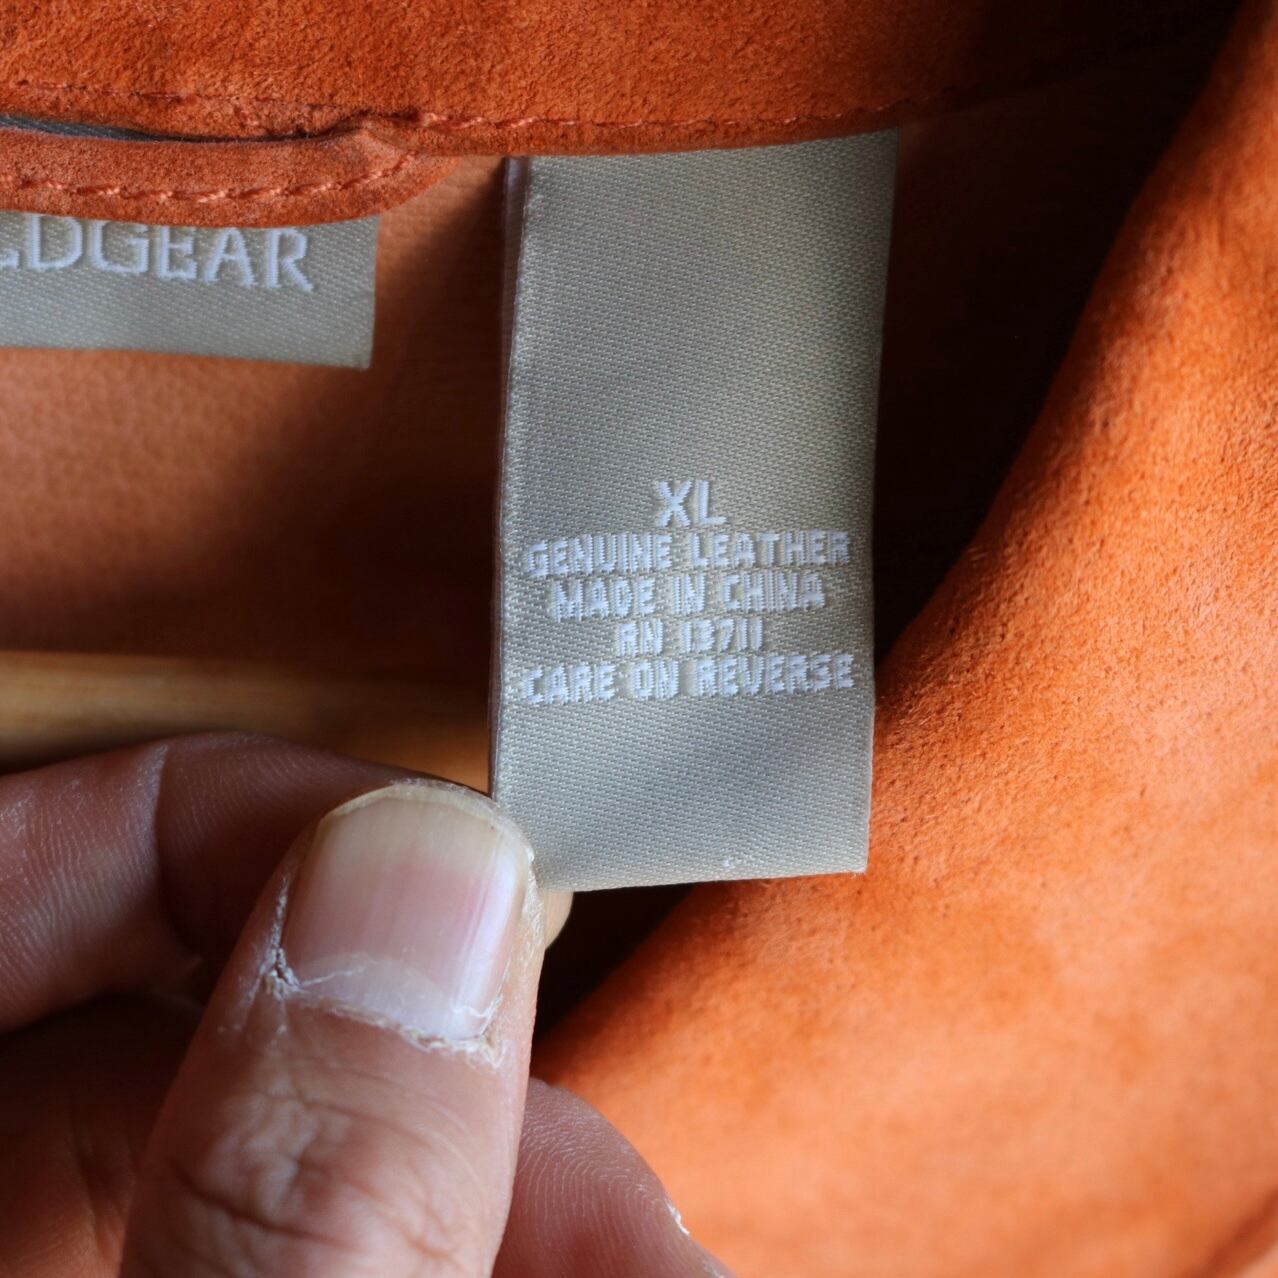 LDGEAR
XL
GENUINE LEATHER
MADE IN CHINA
RN 13711
CARE ON REVERSE